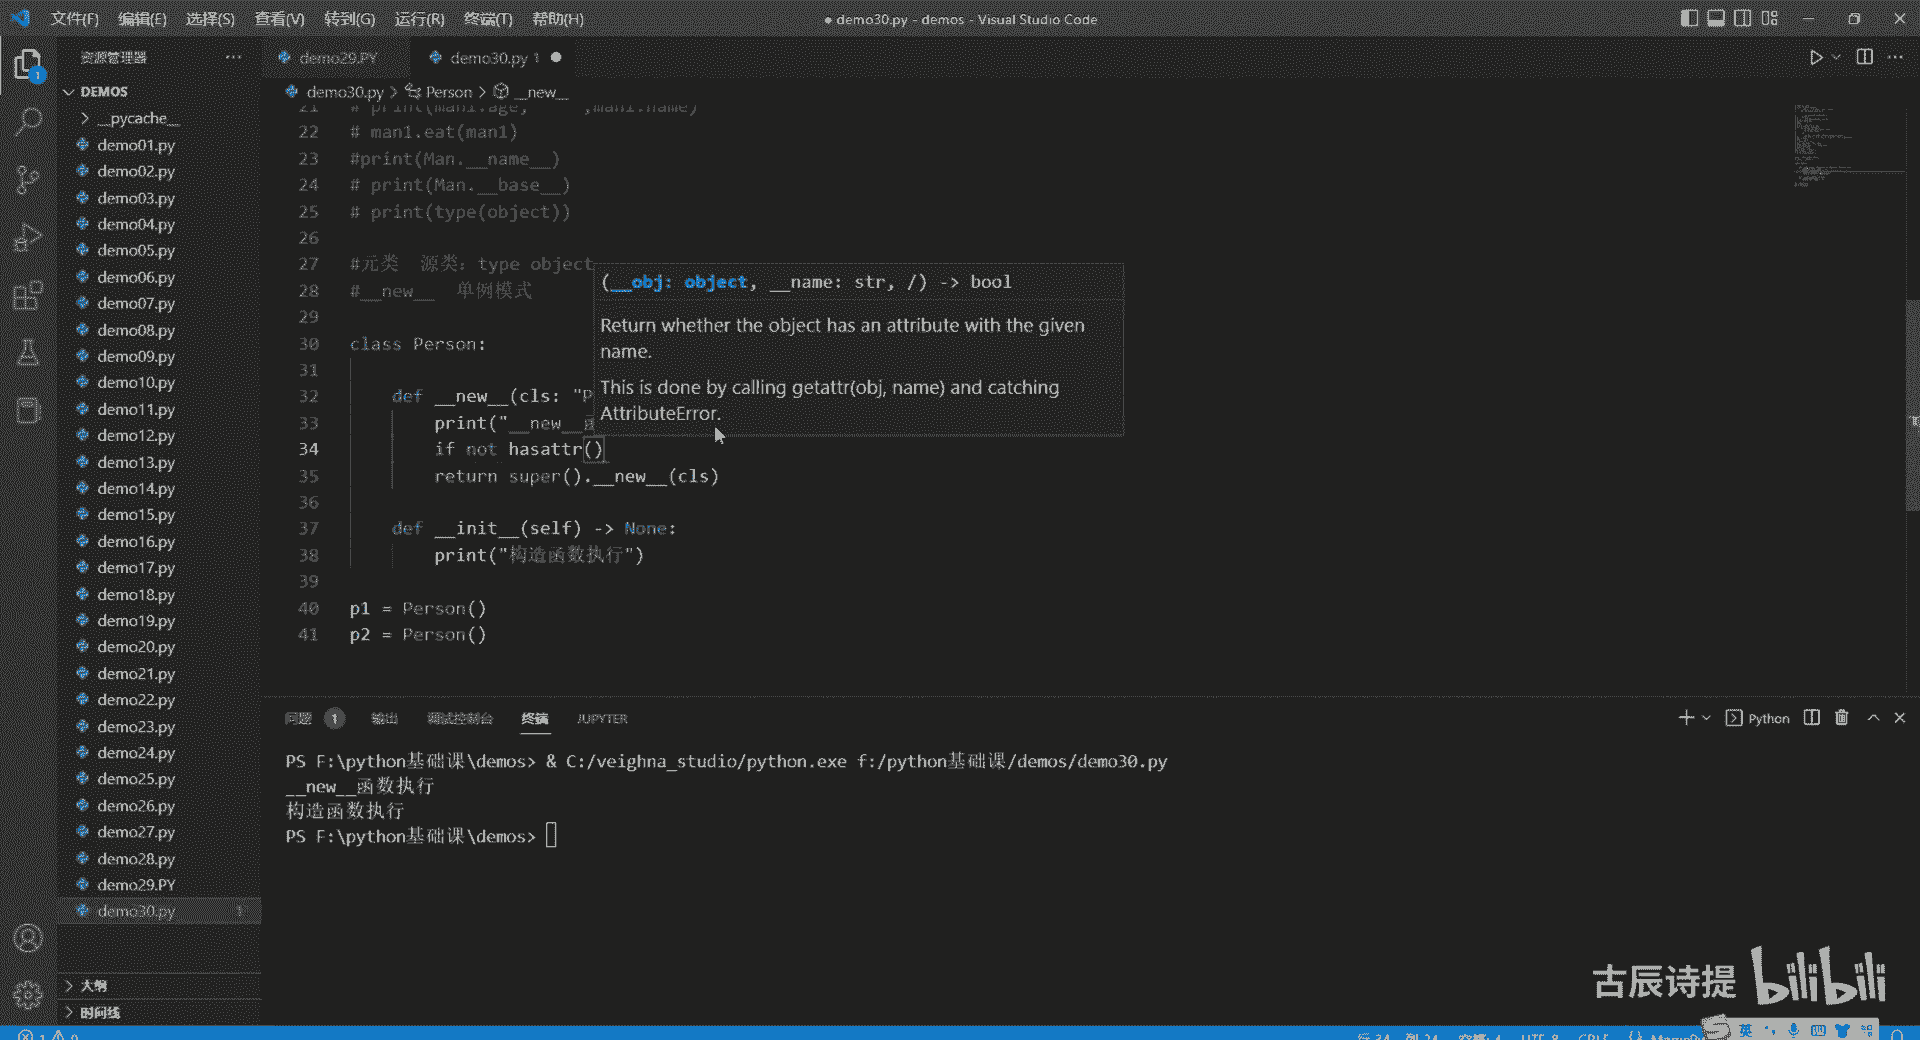 文件(F) 编辑(E) 选择(S) 查看(V) 转到(G) 运行(R) 终端(T) 帮助(H)
● demo30.py - demos - Visual Studio Code
资源管理器
demo29.PY
demo30.py 1
DEMOS
demo30.py > Person > __new__
__pycache__
demo01.py
demo02.py
demo03.py
demo04.py
demo05.py
demo06.py
demo07.py
demo08.py
demo09.py
demo10.py
demo11.py
demo12.py
demo13.py
demo14.py
demo15.py
demo16.py
demo17.py
demo18.py
demo19.py
demo20.py
demo21.py
demo22.py
demo23.py
demo24.py
demo25.py
demo26.py
demo27.py
demo28.py
demo29.PY
demo30.py 1
大纲
时间线
21 # print(man1.age, ,man1.name)
22 # man1.eat(man1)
23 #print(Man.__name__)
24 # print(Man.__base__)
25 # print(type(object))
26
27 #元类 源类：type object
28 #__new__ 单例模式
29
30 class Person:
31
32 def __new__(cls: "P
33 print("__new__
34 if not hasattr()
35 return super().__new__(cls)
36
37 def __init__(self) -> None:
38 print("构造函数执行")
39
40 p1 = Person()
41 p2 = Person()
(__obj: object, __name: str, /) -> bool
Return whether the object has an attribute with the given
name.
This is done by calling getattr(obj, name) and catching
AttributeError.
问题 1 输出 调试控制台 终端 JUPYTER
Python
PS F:\python基础课\demos> & C:/veighna_studio/python.exe f:/python基础课/demos/demo30.py
__new__函数执行
构造函数执行
PS F:\python基础课\demos>
古辰诗提 bilibili
英